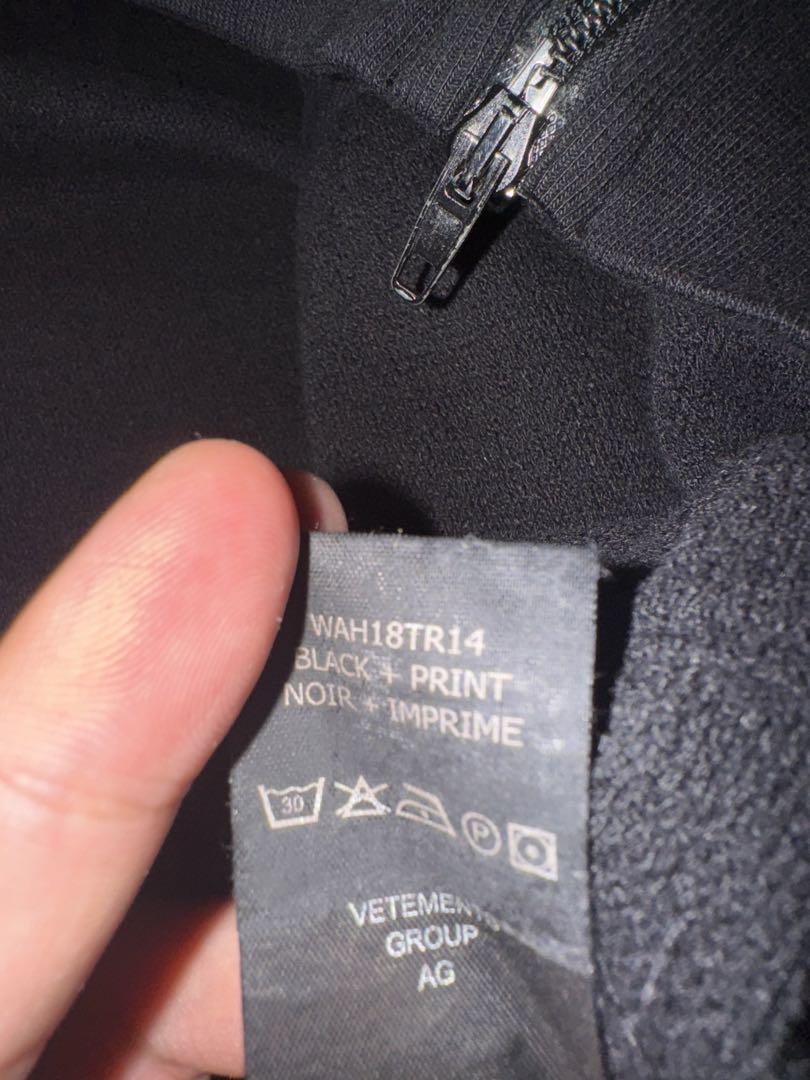 WAH18TR14
BLACK + PRINT
NOIR + IMPRIME
30
P
VETEMENTS
GROUP
AG